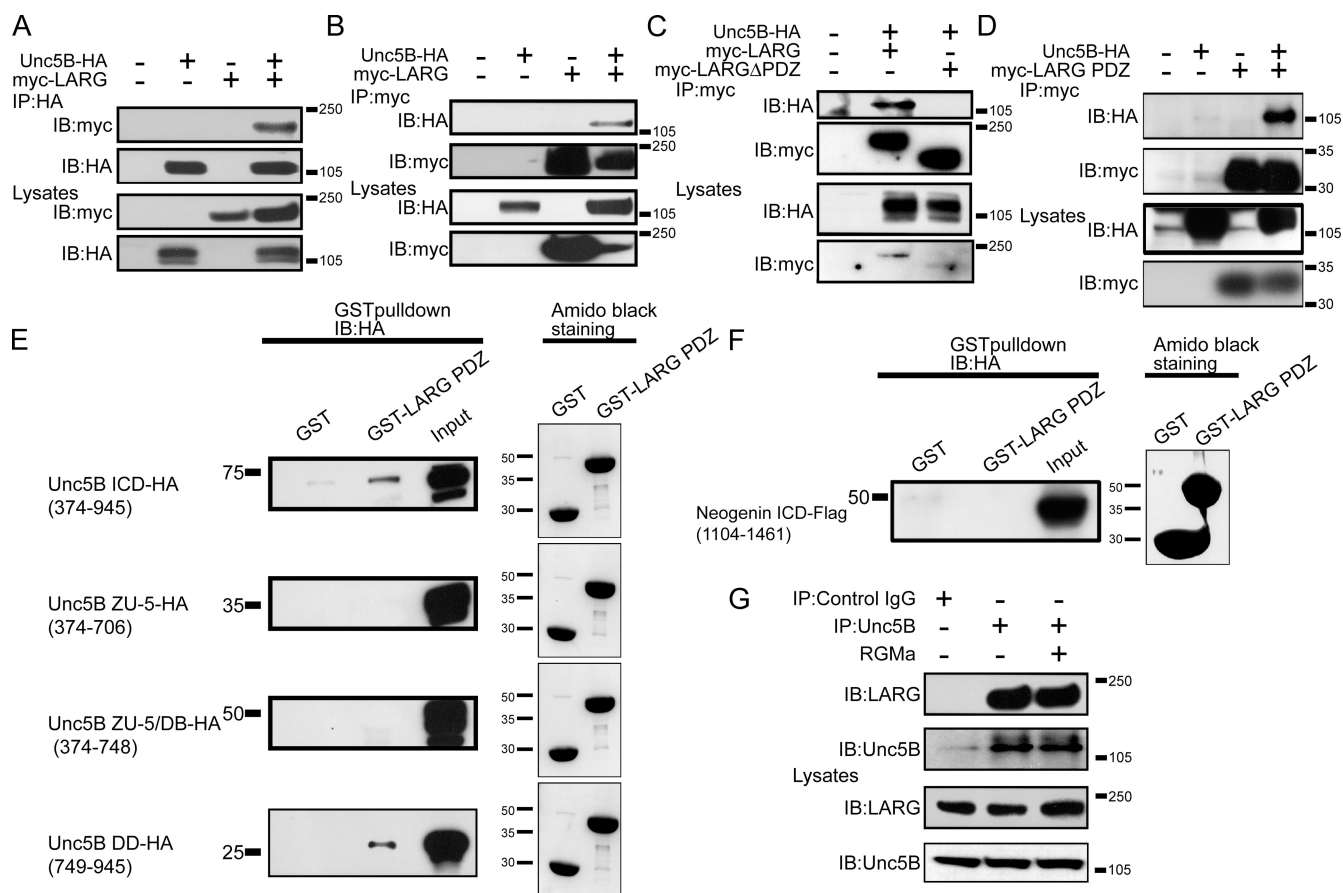 A
Unc5B-HA - + - +
myc-LARG - - + +
IP:HA
250
IB:myc
IB:HA
105
Lysates
250
IB:myc
IB:HA
105
B
Unc5B-HA - + - +
myc-LARG - - + +
IP:myc
IB:HA
105
250
IB:myc
Lysates
IB:HA
105
250
IB:myc
C
Unc5B-HA - + +
myc-LARG - + -
myc-LARGΔPDZ - - +
IP:myc
IB:HA
105
250
IB:myc
Lysates
IB:HA
105
250
IB:myc
D
Unc5B-HA - + - +
myc-LARG PDZ - - + +
IP:myc
IB:HA
105
35
IB:myc
30
Lysates
IB:HA
105
35
IB:myc
30
E
GSTpulldown
IB:HA
Amido black
staining
GST GST-LARG PDZ Input
GST GST-LARG PDZ
Unc5B ICD-HA
(374-945)
75
50
35
30
Unc5B ZU-5-HA
(374-706)
35
50
35
30
Unc5B ZU-5/DB-HA
(374-748)
50
50
35
30
Unc5B DD-HA
(749-945)
25
50
35
30
F
GSTpulldown
IB:HA
Amido black
staining
GST GST-LARG PDZ Input
GST GST-LARG PDZ
Neogenin ICD-Flag
(1104-1461)
50
50
35
30
G
IP:Control IgG + - -
IP:Unc5B - + +
RGMa - - +
250
IB:LARG
IB:Unc5B
105
Lysates
250
IB:LARG
IB:Unc5B
105